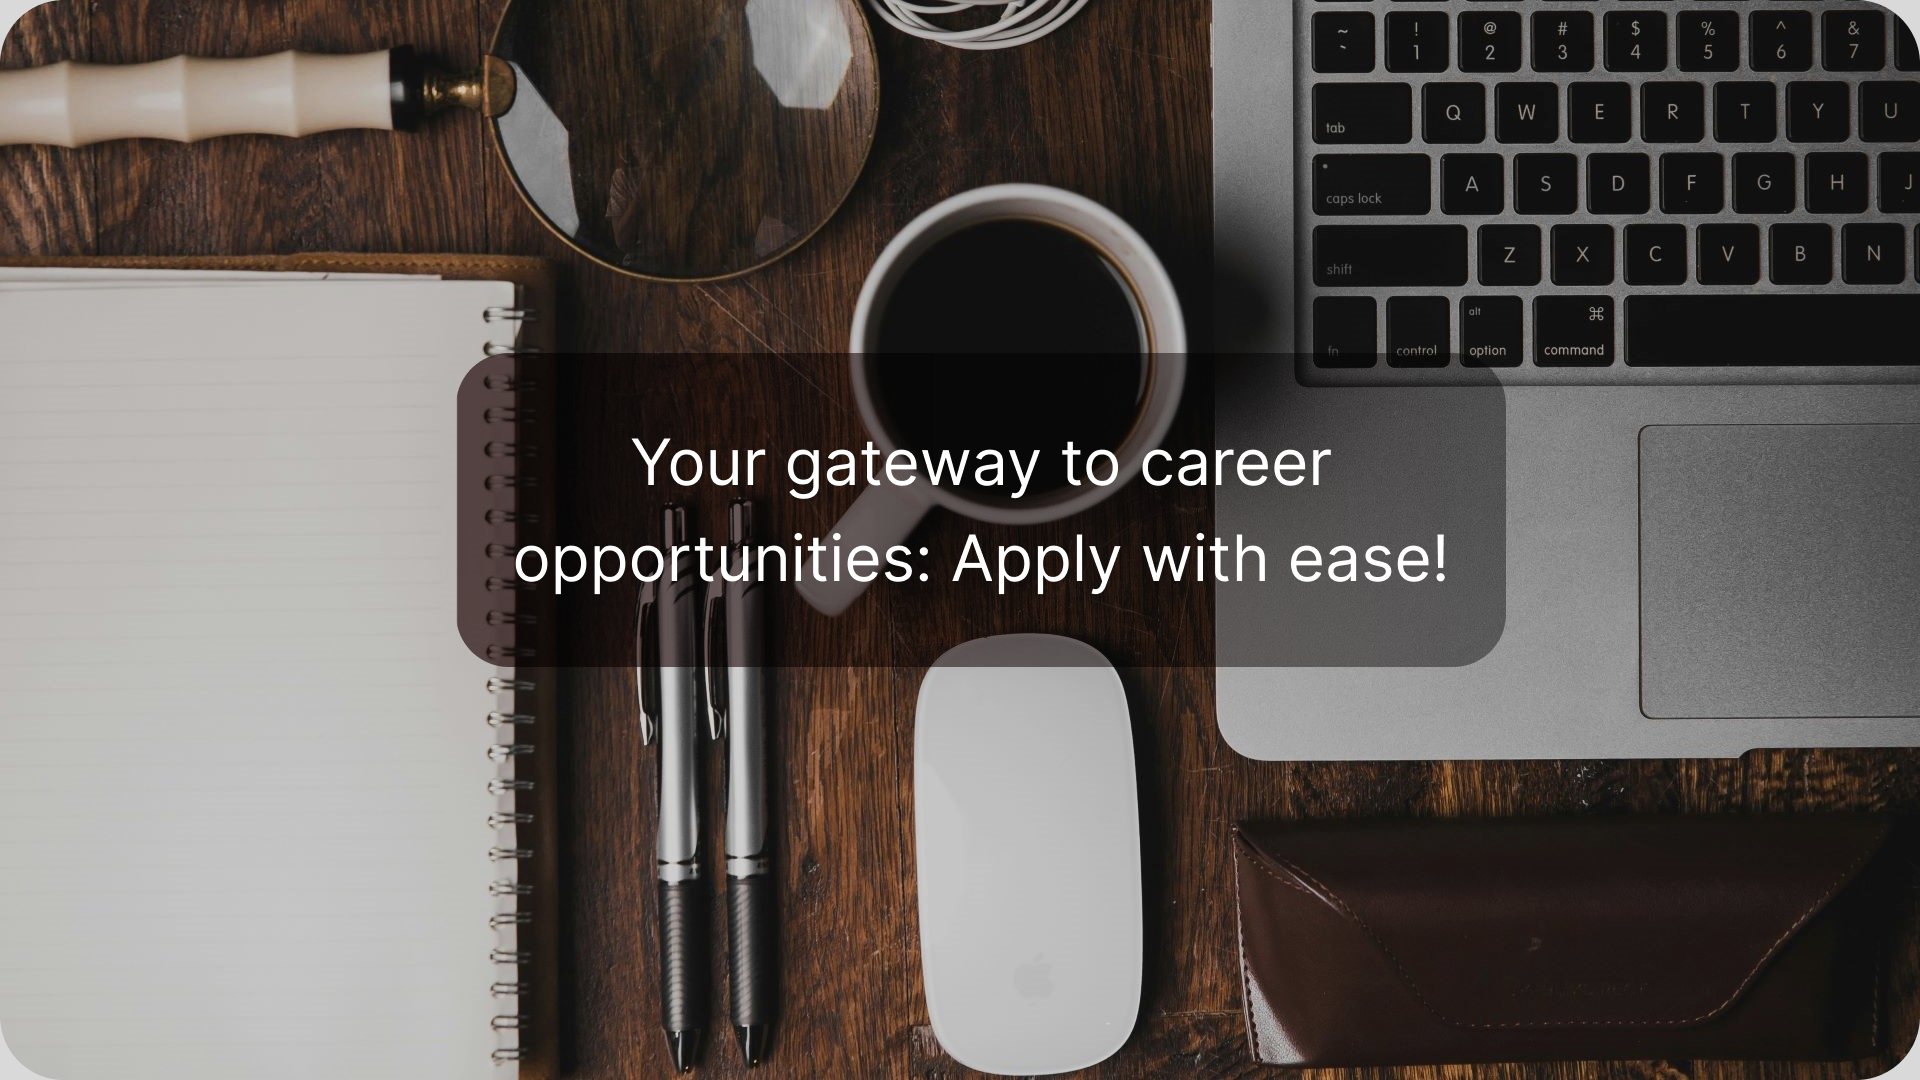 ~ ! @ # $ % ^ &
` 1 2 3 4 5 6 7
tab Q W E R T Y U
caps lock A S D F G H J
shift Z X C V B N
alt ⌘
fn control option command
Your gateway to career
opportunities: Apply with ease!